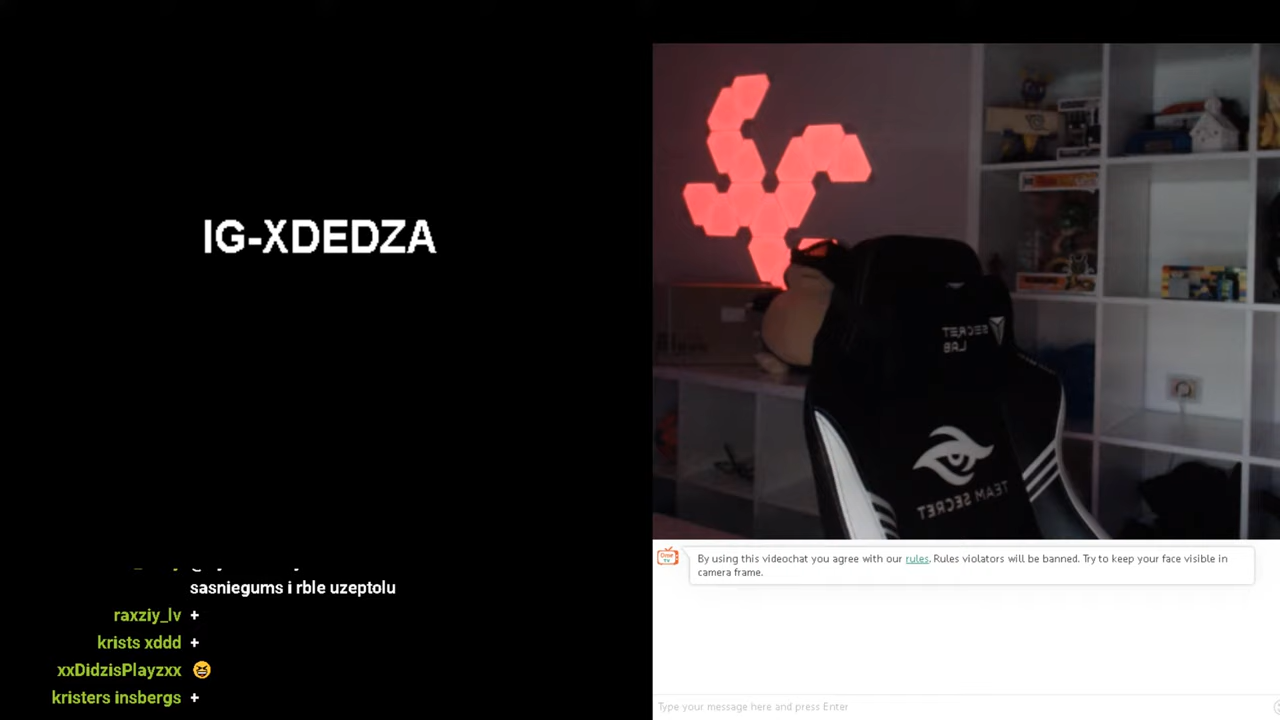 IG-XDEDZA
sasniegums i rble uzeptolu
raxziy_lv +
krists xddd +
xxDidzisPlayzxx 😆
kristers insbergs +
SECRET
LAB
TEAM SECRET
By using this videochat you agree with our rules. Rules violators will be banned. Try to keep your face visible in
camera frame.
Type your message here and press Enter